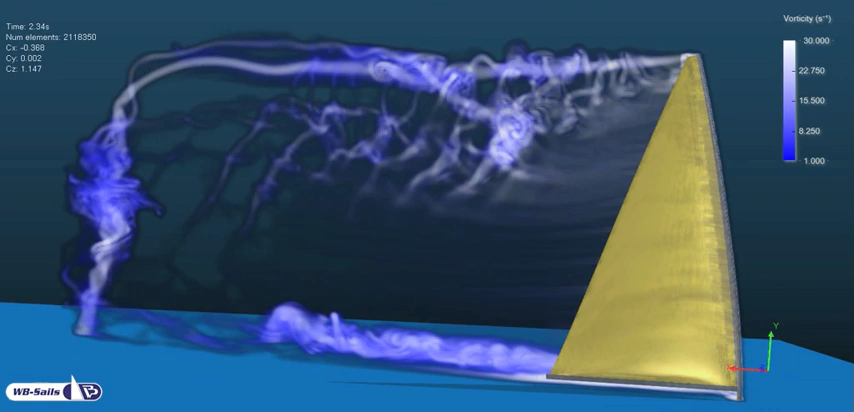 Time: 2.34s
Num elements: 2118350
Cx: -0.368
Cy: 0.002
Cz: 1.147
Vorticity (s⁻¹)
30.000
22.750
15.500
8.250
1.000
Y
WB-Sails